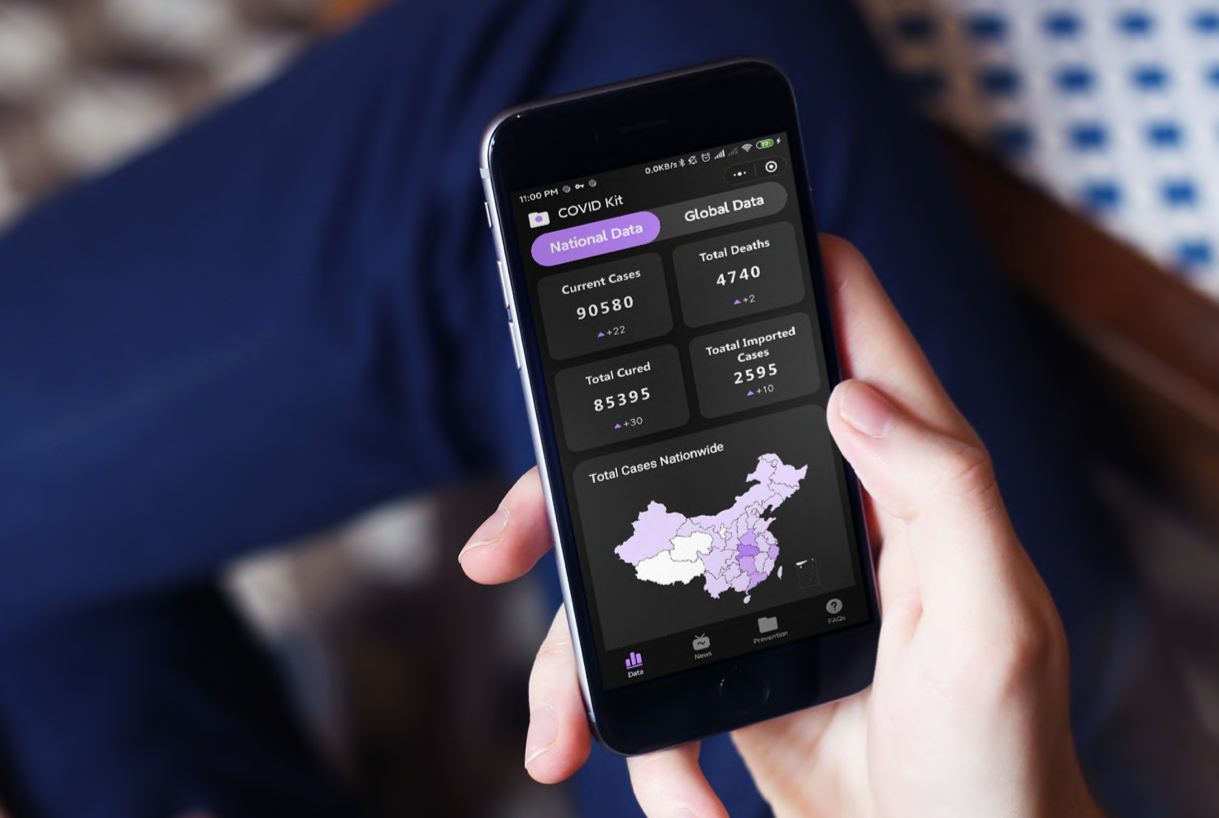 11:00 PM
0.0KB/s
COVID Kit
National Data
Global Data
Current Cases
90580
+22
Total Deaths
4740
+2
Total Cured
85395
+30
Toatal Imported
Cases
2595
+10
Total Cases Nationwide
Data
News
Prevention
FAQs